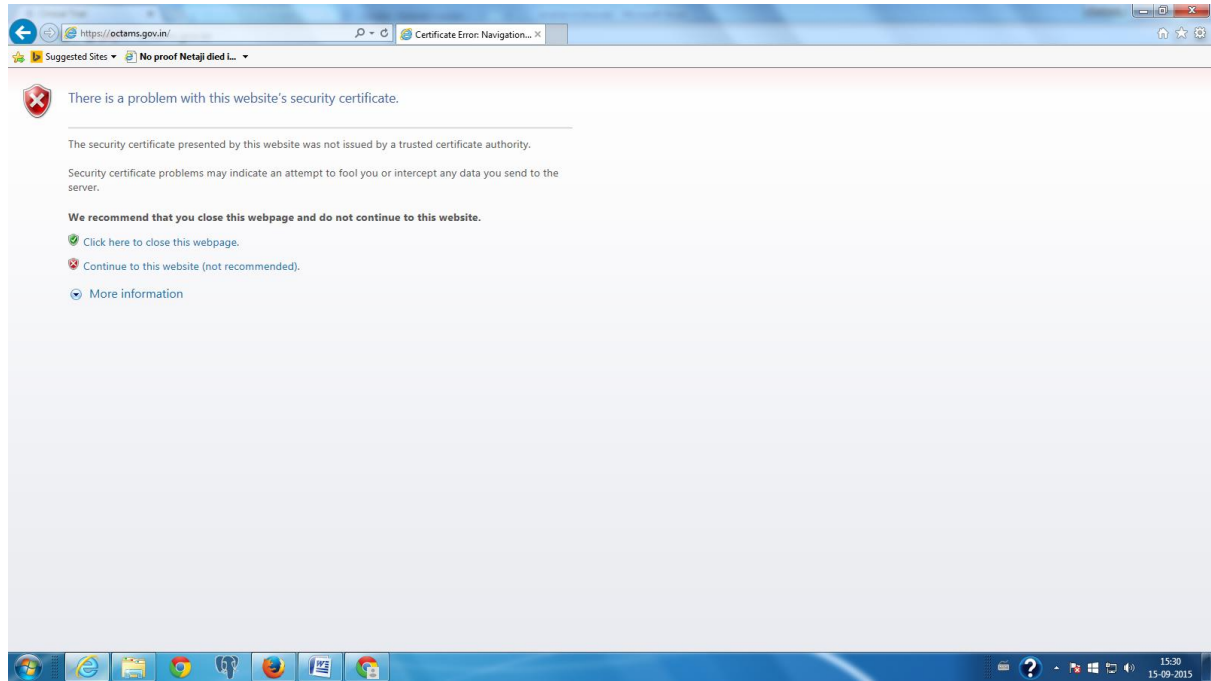 https://octams.gov.in/
Certificate Error: Navigation...
Suggested Sites
No proof Netaji died i...
There is a problem with this website's security certificate.
The security certificate presented by this website was not issued by a trusted certificate authority.
Security certificate problems may indicate an attempt to fool you or intercept any data you send to the
server.
We recommend that you close this webpage and do not continue to this website.
Click here to close this webpage.
Continue to this website (not recommended).
More information
15:30
15-09-2015